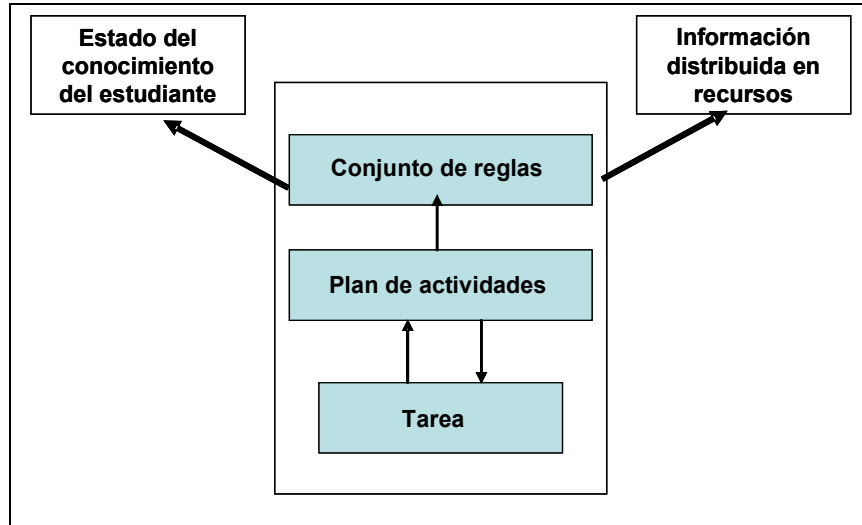 Estado del
conocimiento
del estudiante
Información
distribuida en
recursos
Conjunto de reglas
Plan de actividades
Tarea